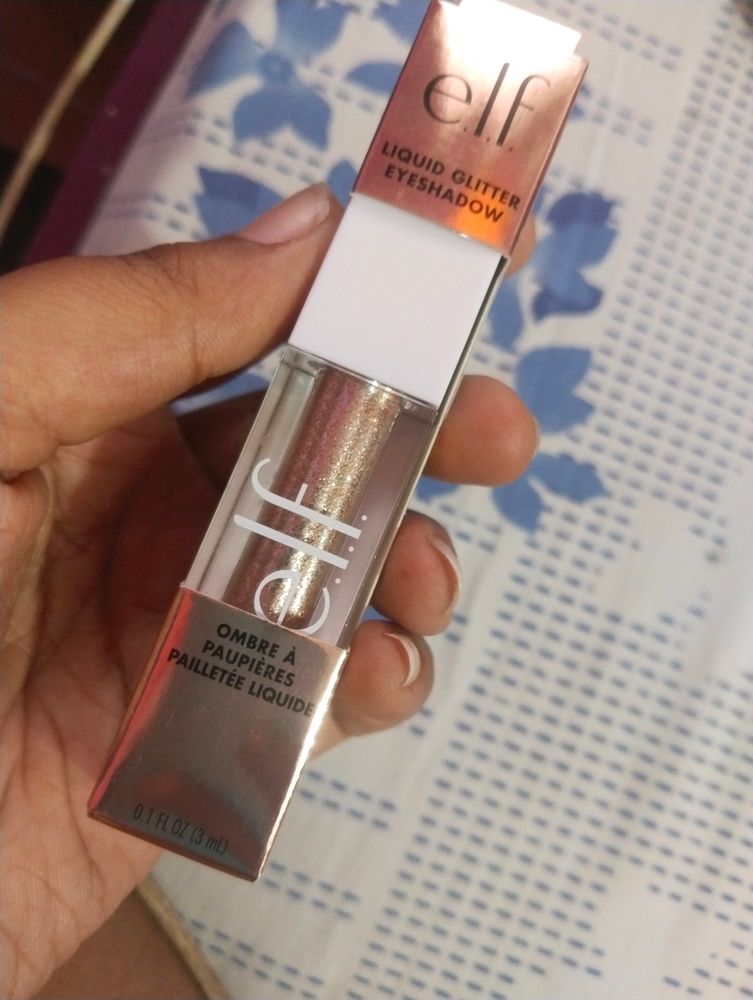 e.l.f.
LIQUID GLITTER
EYESHADOW
e.l.f.
OMBRE À
PAUPIÈRES
PAILLETÉE LIQUIDE
0.1 FL OZ (3 mL)